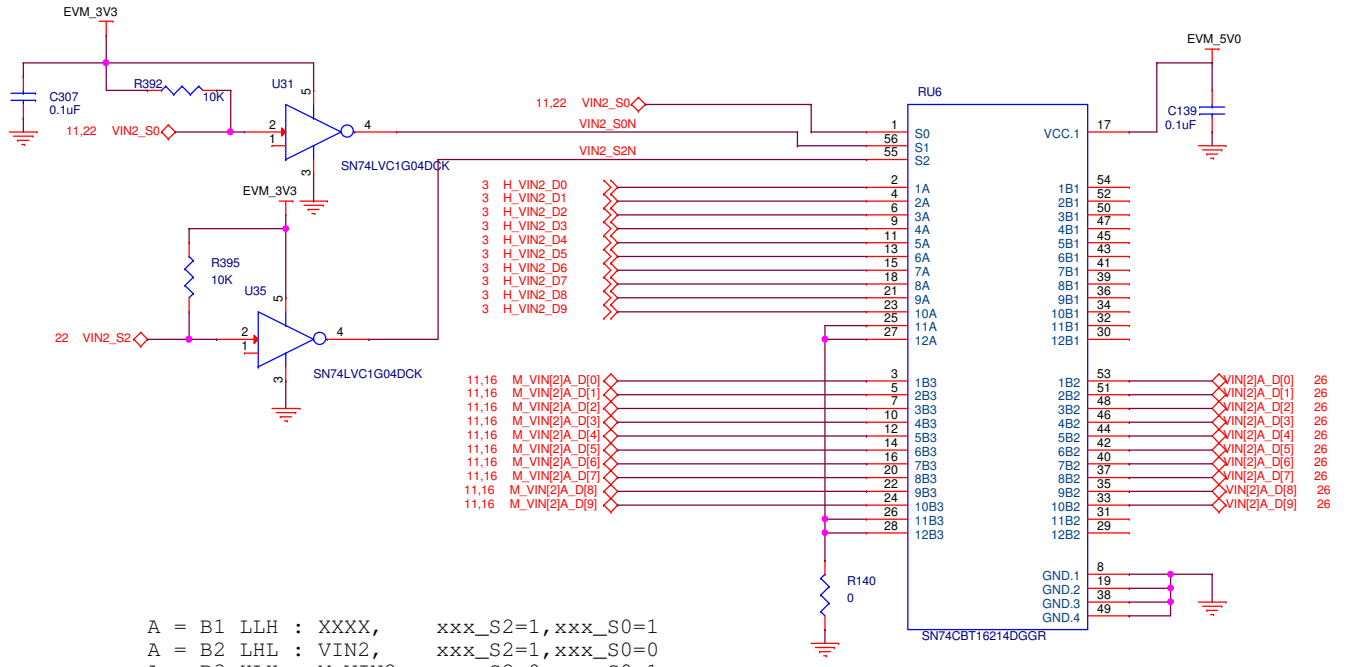 EVM_3V3
C307
0.1uF
R392
10K
U31
5
11,22 VIN2_S0
2
1
4
3
SN74LVC1G04DCK
EVM_3V3
R395
10K
U35
5
22 VIN2_S2
2
1
4
3
SN74LVC1G04DCK
11,22 VIN2_S0
VIN2_S0N
VIN2_S2N
3 H_VIN2_D0
3 H_VIN2_D1
3 H_VIN2_D2
3 H_VIN2_D3
3 H_VIN2_D4
3 H_VIN2_D5
3 H_VIN2_D6
3 H_VIN2_D7
3 H_VIN2_D8
3 H_VIN2_D9
11,16 M_VIN[2]A_D[0]
11,16 M_VIN[2]A_D[1]
11,16 M_VIN[2]A_D[2]
11,16 M_VIN[2]A_D[3]
11,16 M_VIN[2]A_D[4]
11,16 M_VIN[2]A_D[5]
11,16 M_VIN[2]A_D[6]
11,16 M_VIN[2]A_D[7]
11,16 M_VIN[2]A_D[8]
11,16 M_VIN[2]A_D[9]
RU6
1 S0
56 S1
55 S2
2 1A
4 2A
6 3A
9 4A
11 5A
13 6A
15 7A
18 8A
21 9A
23 10A
25 11A
27 12A
3 1B3
5 2B3
7 3B3
10 4B3
12 5B3
14 6B3
16 7B3
20 8B3
22 9B3
24 10B3
26 11B3
28 12B3
R140
0
EVM_5V0
C139
0.1uF
VCC.1 17
1B1 54
2B1 52
3B1 50
4B1 47
5B1 45
6B1 43
7B1 41
8B1 39
9B1 36
10B1 34
11B1 32
12B1 30
1B2 53 VIN[2]A_D[0] 26
2B2 51 VIN[2]A_D[1] 26
3B2 48 VIN[2]A_D[2] 26
4B2 46 VIN[2]A_D[3] 26
5B2 44 VIN[2]A_D[4] 26
6B2 42 VIN[2]A_D[5] 26
7B2 40 VIN[2]A_D[6] 26
8B2 37 VIN[2]A_D[7] 26
9B2 35 VIN[2]A_D[8] 26
10B2 33 VIN[2]A_D[9] 26
11B2 31
12B2 29
GND.1 8
GND.2 19
GND.3 38
GND.4 49
SN74CBT16214DGGR
A = B1 LLH : XXXX, xxx_S2=1,xxx_S0=1
A = B2 LHL : VIN2, xxx_S2=1,xxx_S0=0